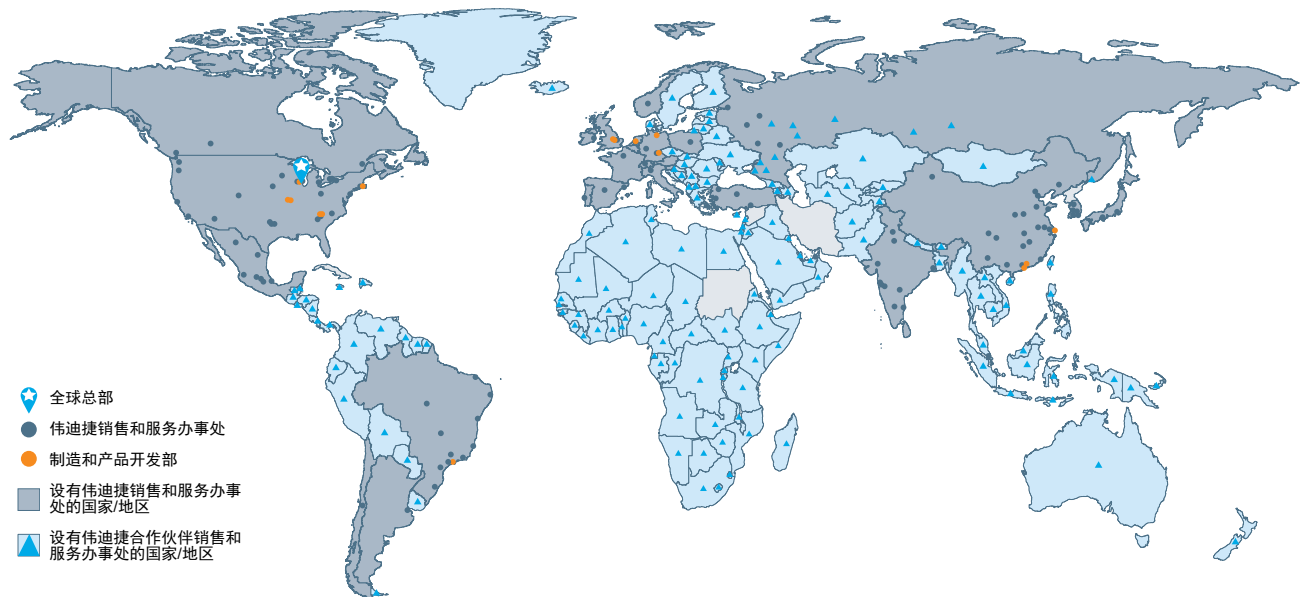 全球总部
伟迪捷销售和服务办事处
制造和产品开发部
设有伟迪捷销售和服务办事
处的国家/地区
设有伟迪捷合作伙伴销售和
服务办事处的国家/地区